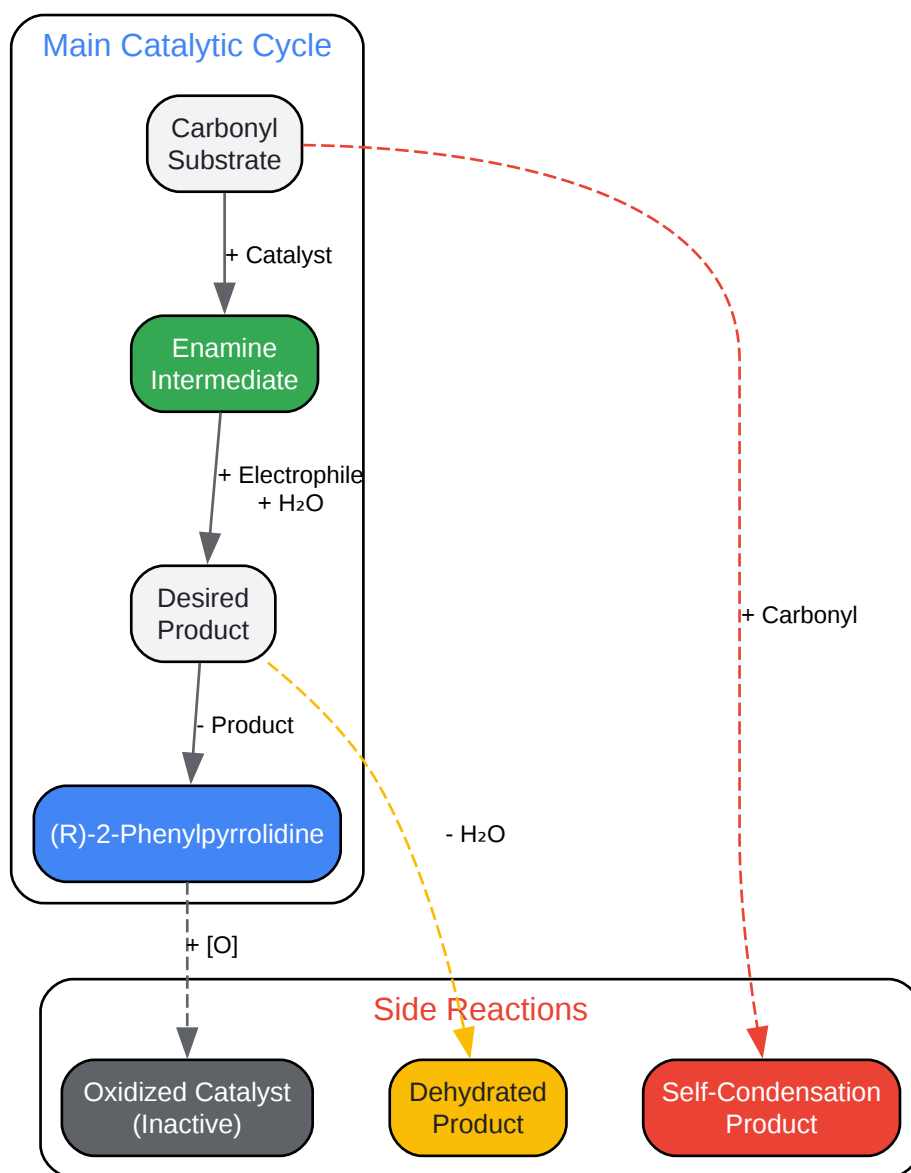 Main Catalytic Cycle
Carbonyl
Substrate
+ Catalyst
Enamine
Intermediate
+ Electrophile
+ H₂O
Desired
Product
+ Carbonyl
- Product
(R)-2-Phenylpyrrolidine
- H₂O
+ [O]
Side Reactions
Oxidized Catalyst
(Inactive)
Dehydrated
Product
Self-Condensation
Product